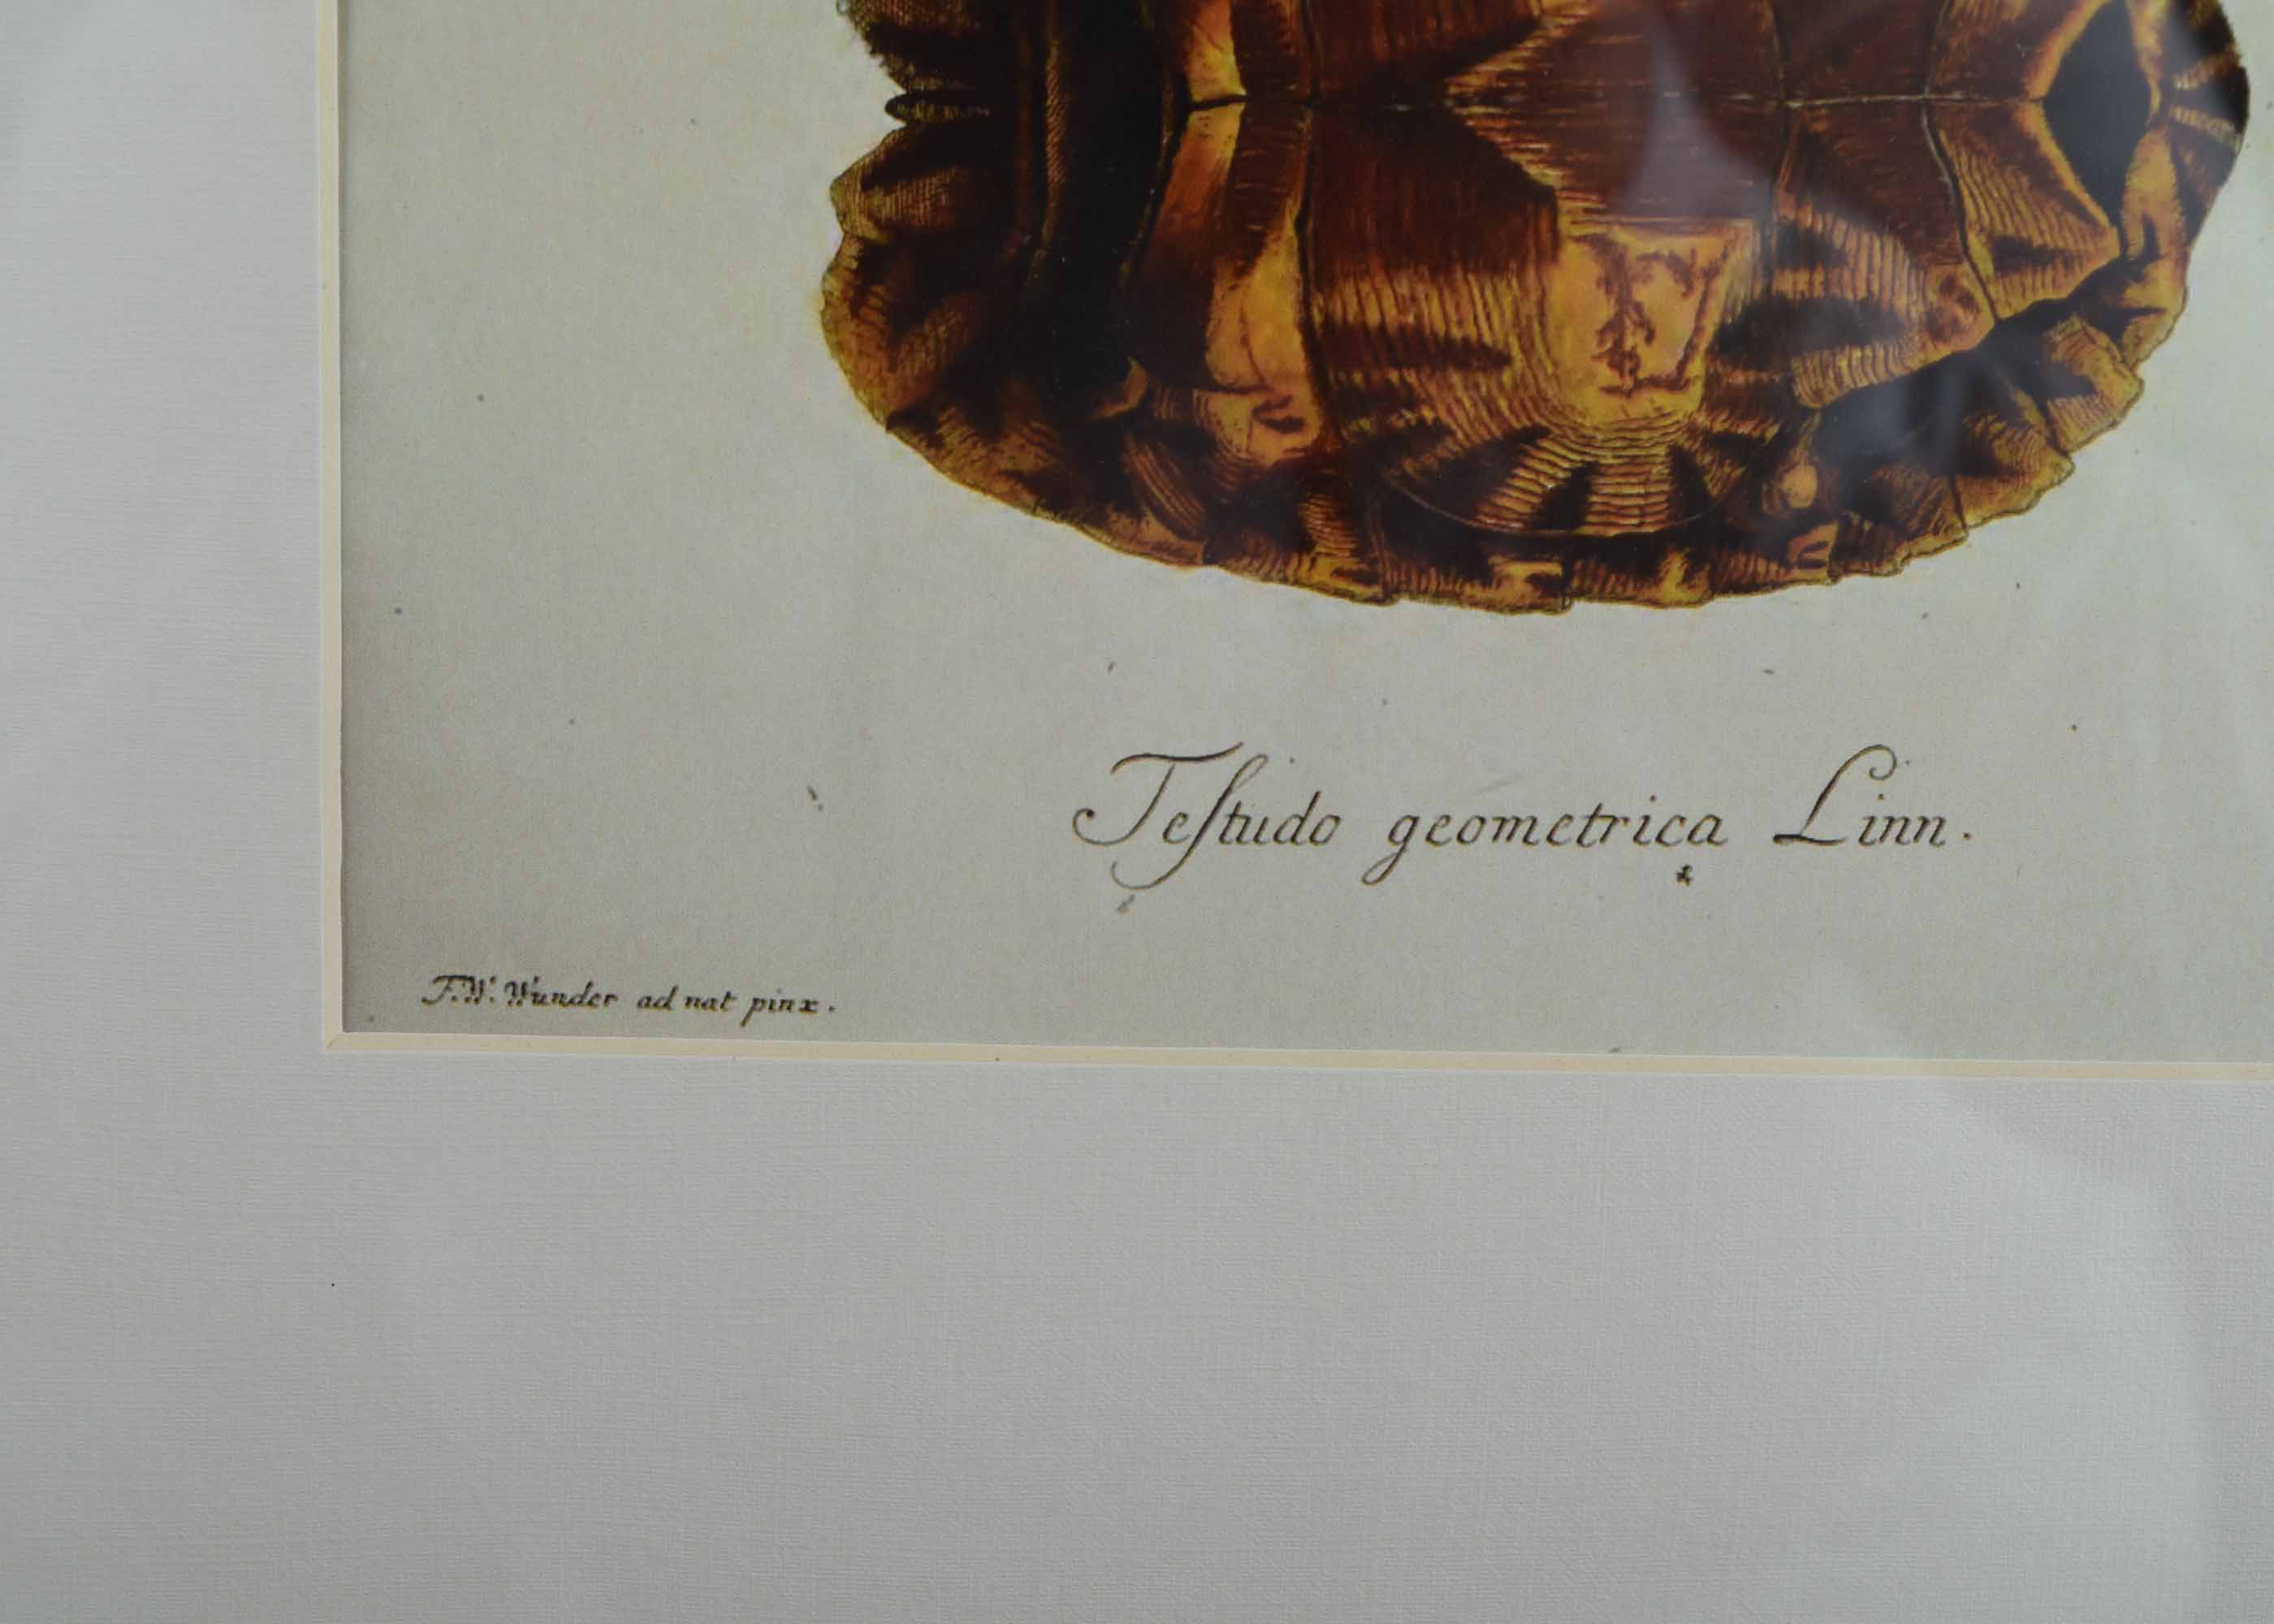 Teſtudo geometrica Linn.
F.W. Wunder ad nat pinx.